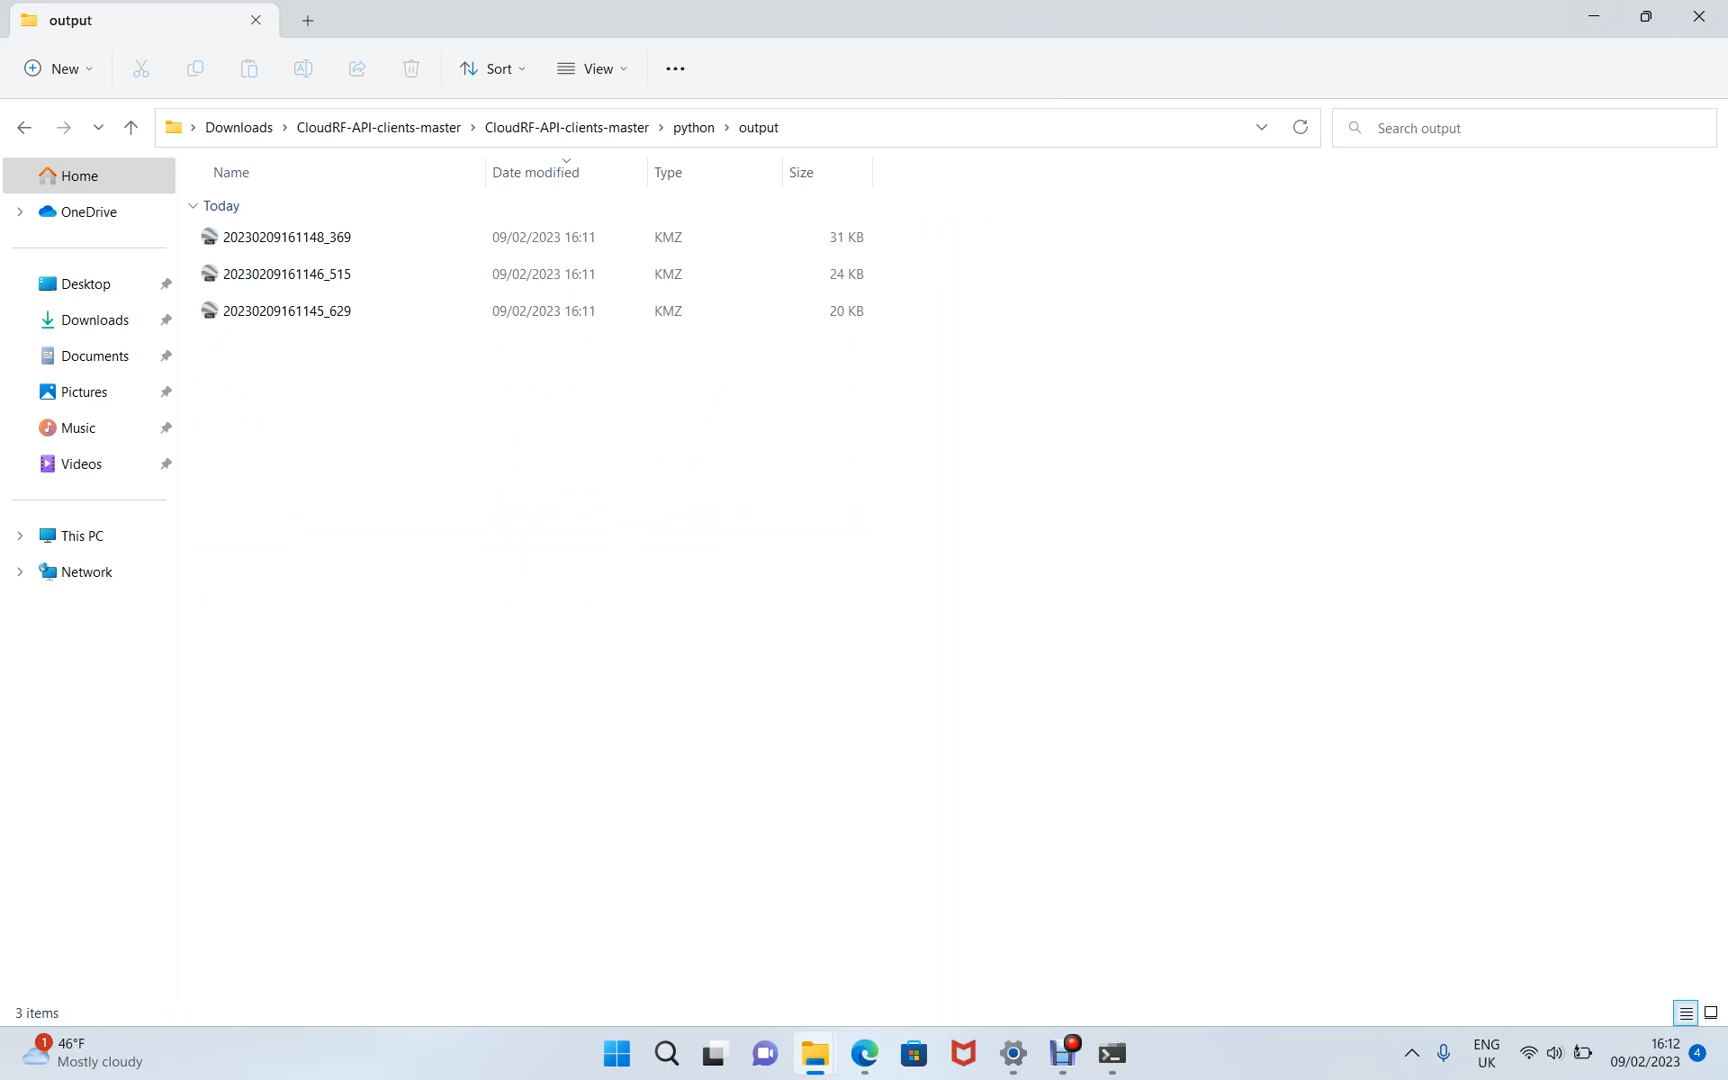 output
New
Sort
View
Downloads > CloudRF-API-clients-master > CloudRF-API-clients-master > python > output
Search output
Name Date modified Type Size
Home
OneDrive
Desktop
Downloads
Documents
Pictures
Music
Videos
This PC
Network
Today
20230209161148_369 09/02/2023 16:11 KMZ 31 KB
20230209161146_515 09/02/2023 16:11 KMZ 24 KB
20230209161145_629 09/02/2023 16:11 KMZ 20 KB
3 items
1
46°F
Mostly cloudy
ENG
UK
16:12
09/02/2023
4